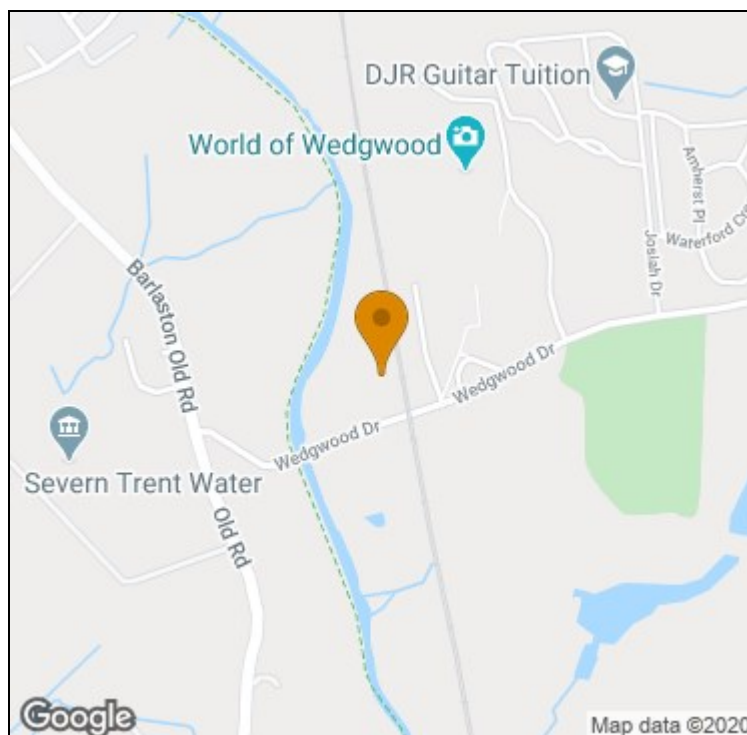 DJR Guitar Tuition
World of Wedgwood
Amherst Pl
Waterford
Josiah Dr
Barlaston Old Rd
Wedgwood Dr
Wedgwood Dr
Severn Trent Water
Old Rd
Google
Map data ©2020